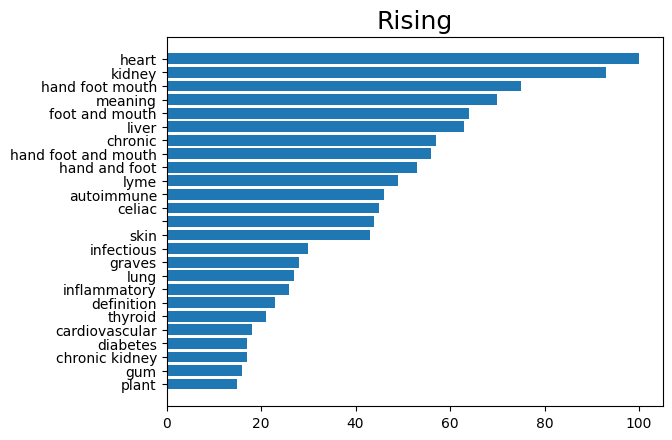 Rising
heart
kidney
hand foot mouth
meaning
foot and mouth
liver
chronic
hand foot and mouth
hand and foot
lyme
autoimmune
celiac
skin
infectious
graves
lung
inflammatory
definition
thyroid
cardiovascular
diabetes
chronic kidney
gum
plant
0 20 40 60 80 100